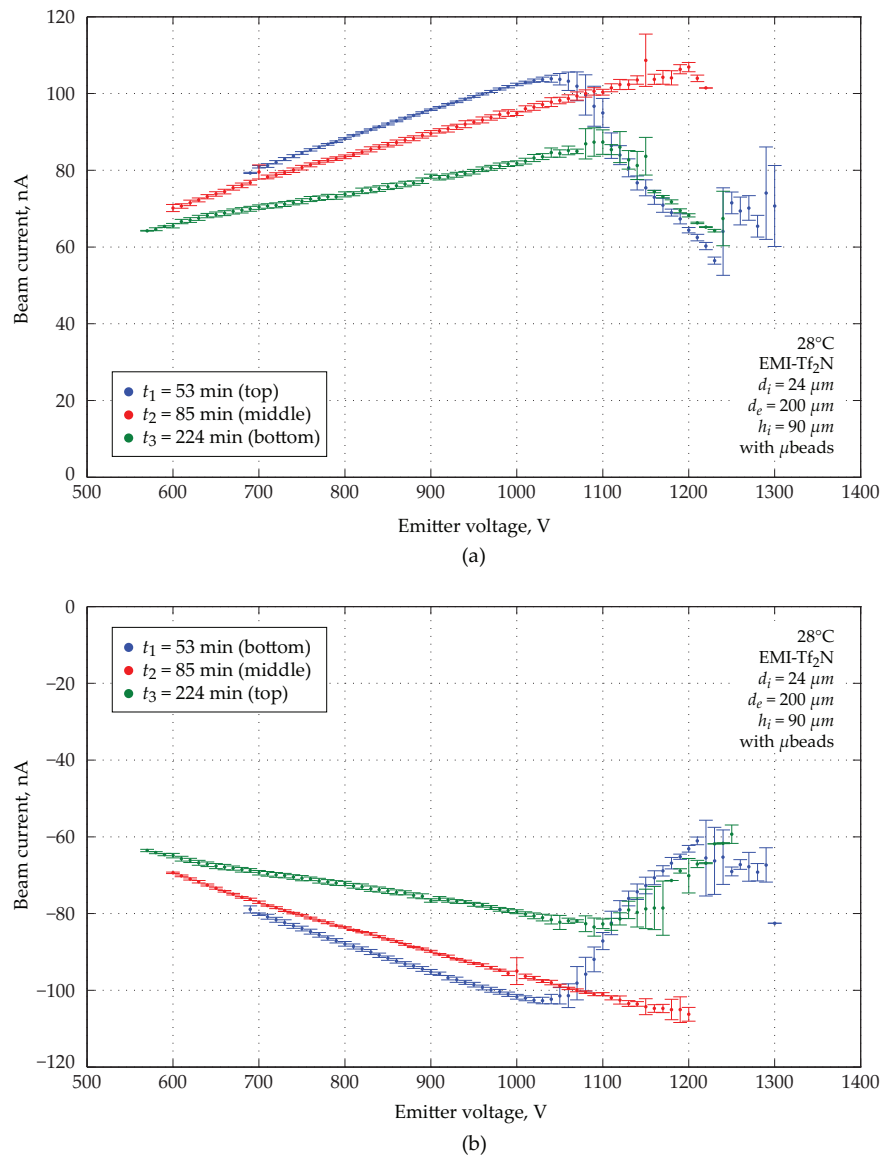 120
100
80
60
40
20
0
Beam current, nA
t1 = 53 min (top)
t2 = 85 min (middle)
t3 = 224 min (bottom)
28°C
EMI-Tf2N
di = 24 μm
de = 200 μm
hi = 90 μm
with μbeads
500 600 700 800 900 1000 1100 1200 1300 1400
Emitter voltage, V
(a)
0
−20
−40
−60
−80
−100
−120
Beam current, nA
t1 = 53 min (bottom)
t2 = 85 min (middle)
t3 = 224 min (top)
28°C
EMI-Tf2N
di = 24 μm
de = 200 μm
hi = 90 μm
with μbeads
500 600 700 800 900 1000 1100 1200 1300 1400
Emitter voltage, V
(b)